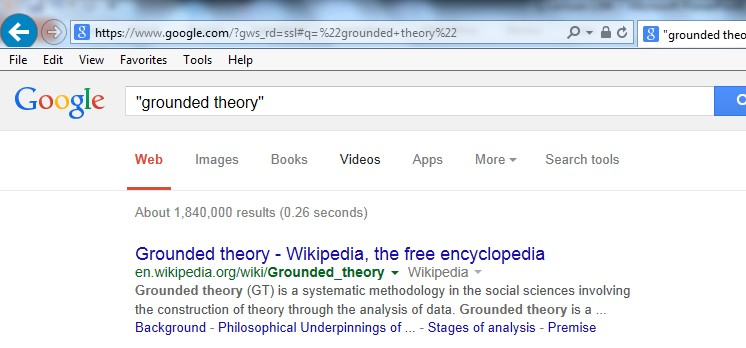 https://www.google.com/?gws_rd=ssl#q=%22grounded+theory%22
"grounded theo
File Edit View Favorites Tools Help
Google "grounded theory"
Web Images Books Videos Apps More Search tools
About 1,840,000 results (0.26 seconds)
Grounded theory - Wikipedia, the free encyclopedia
en.wikipedia.org/wiki/Grounded_theory Wikipedia
Grounded theory (GT) is a systematic methodology in the social sciences involving
the construction of theory through the analysis of data. Grounded theory is a ...
Background - Philosophical Underpinnings of ... - Stages of analysis - Premise